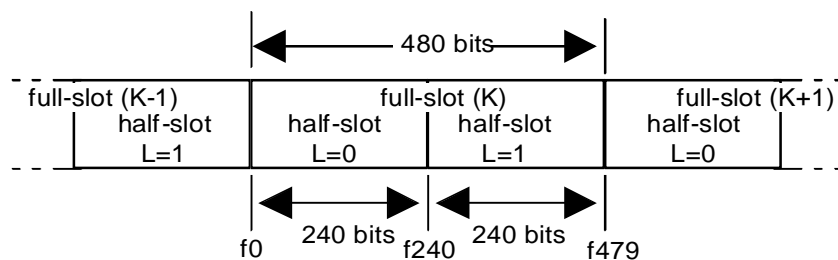 480 bits
full-slot (K-1) full-slot (K) full-slot (K+1)
half-slot half-slot half-slot half-slot
L=1 L=0 L=1 L=0
240 bits 240 bits
f0 f240 f479